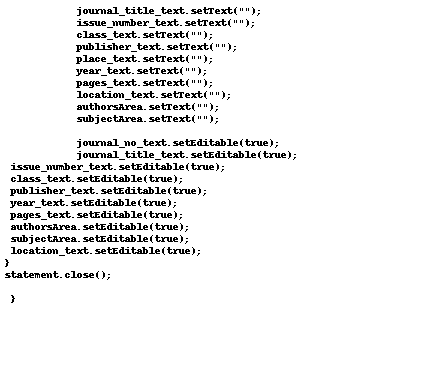 journal_title_text.setText("");
issue_number_text.setText("");
class_text.setText("");
publisher_text.setText("");
place_text.setText("");
year_text.setText("");
pages_text.setText("");
location_text.setText("");
authorsArea.setText("");
subjectArea.setText("");
journal_no_text.setEditable(true);
journal_title_text.setEditable(true);
issue_number_text.setEditable(true);
class_text.setEditable(true);
publisher_text.setEditable(true);
year_text.setEditable(true);
pages_text.setEditable(true);
authorsArea.setEditable(true);
subjectArea.setEditable(true);
location_text.setEditable(true);
}
statement.close();
}